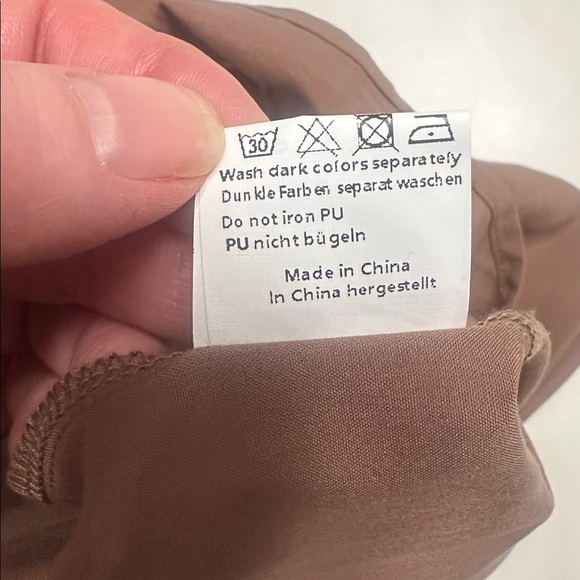 30
Wash dark colors separately
Dunkle Farben separat waschen
Do not iron PU
PU nicht bügeln
Made in China
In China hergestellt